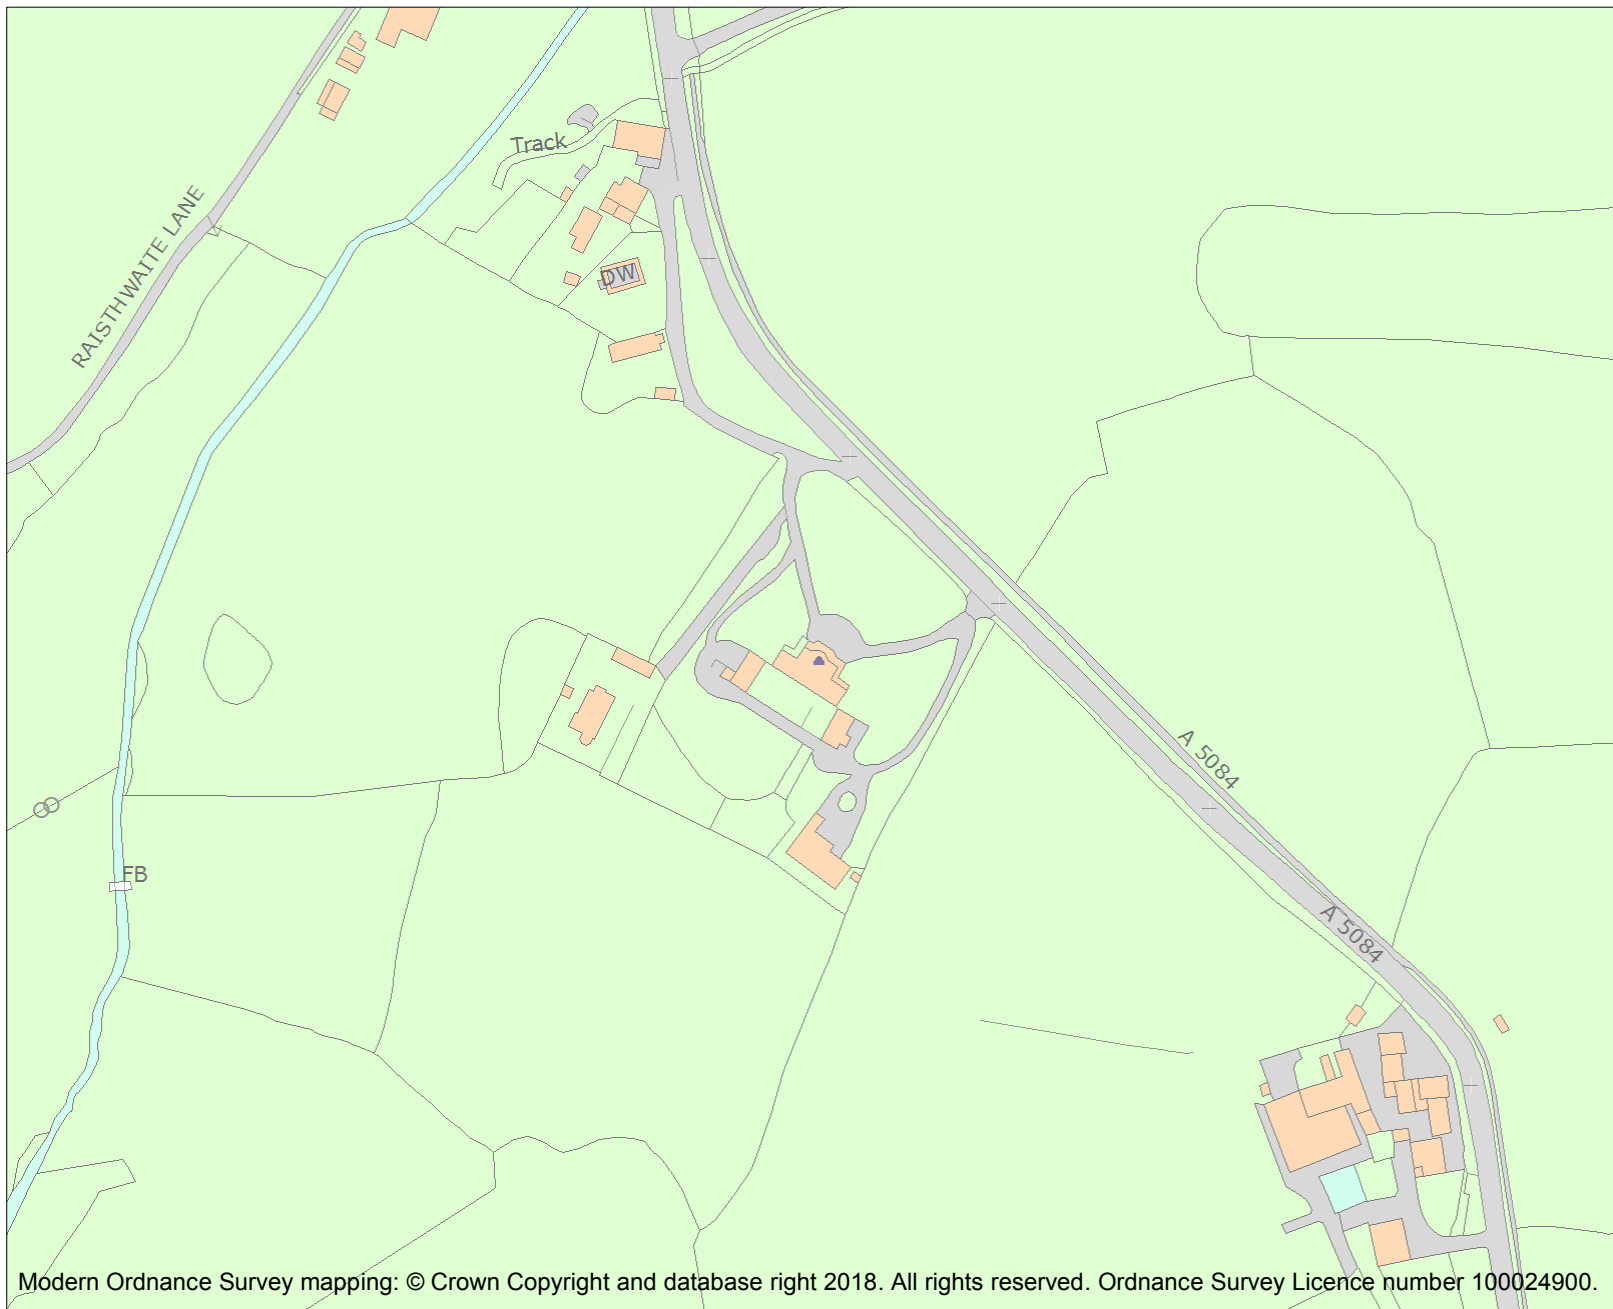 Track
RAISTHWAITE LANE
DW
A 5084
FB
A 5084
Modern Ordnance Survey mapping: © Crown Copyright and database right 2018. All rights reserved. Ordnance Survey Licence number 100024900.